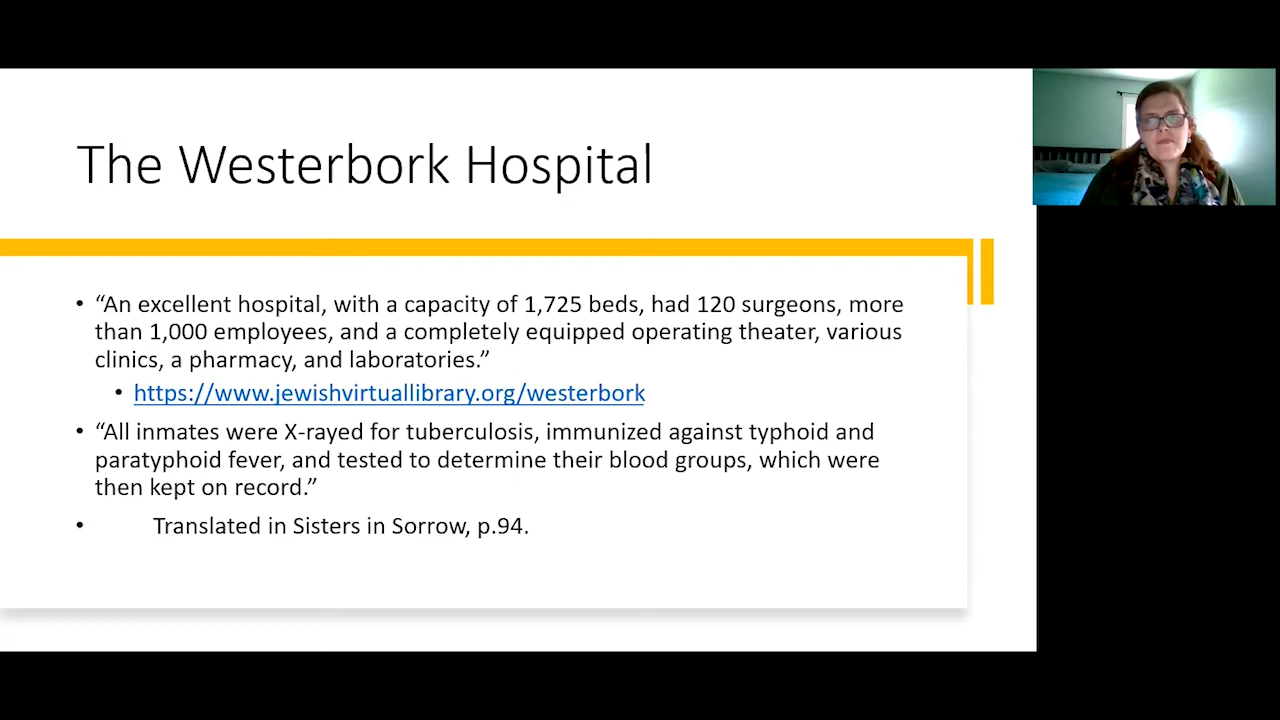 The Westerbork Hospital
• “An excellent hospital, with a capacity of 1,725 beds, had 120 surgeons, more
than 1,000 employees, and a completely equipped operating theater, various
clinics, a pharmacy, and laboratories.”
• https://www.jewishvirtuallibrary.org/westerbork
• “All inmates were X-rayed for tuberculosis, immunized against typhoid and
paratyphoid fever, and tested to determine their blood groups, which were
then kept on record.”
• Translated in Sisters in Sorrow, p.94.